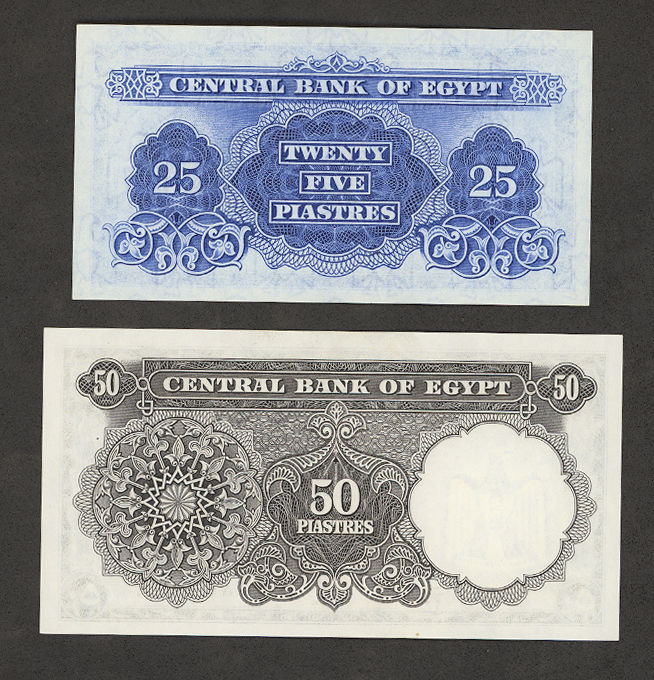 CENTRAL BANK OF EGYPT
25
TWENTY
FIVE
PIASTRES
25
50
CENTRAL BANK OF EGYPT
50
50
PIASTRES